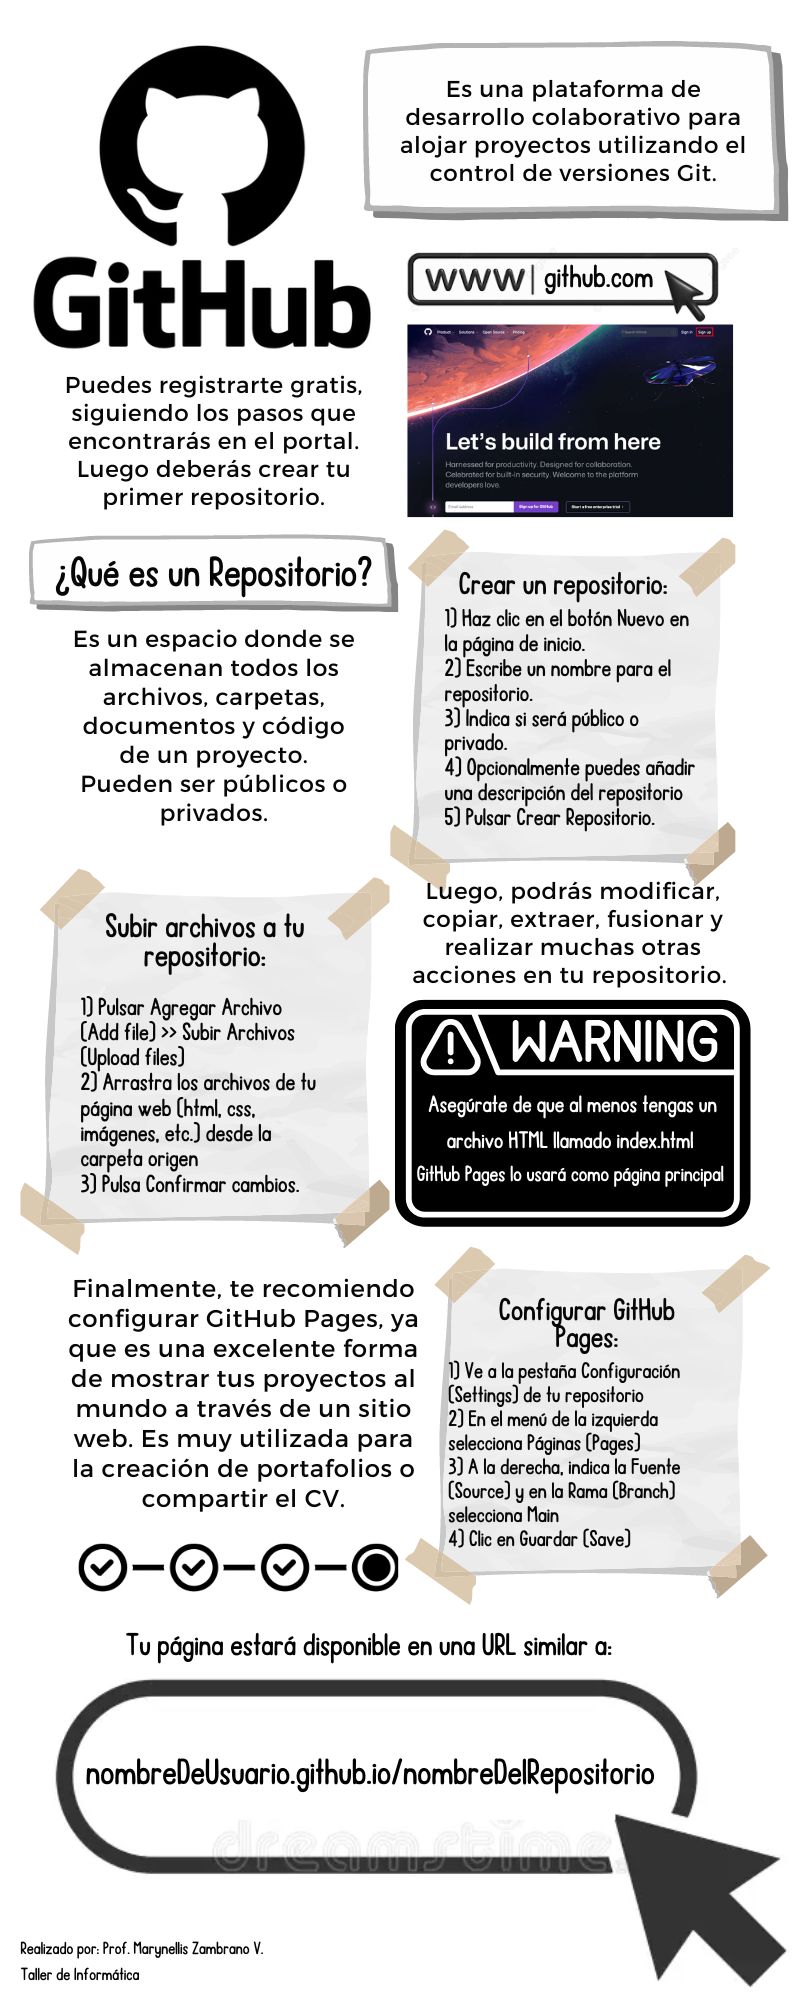 GitHub
Es una plataforma de
desarrollo colaborativo para
alojar proyectos utilizando el
control de versiones Git.
WWW| github.com
Product Solutions Open Source Pricing
Sign in Sign up
Let's build from here
Harnessed for productivity. Designed for collaboration.
Celebrated for built-in security. Welcome to the platform
developers love.
Email address Sign up for GitHub Start a free enterprise trial
Puedes registrarte gratis,
siguiendo los pasos que
encontrarás en el portal.
Luego deberás crear tu
primer repositorio.
¿Qué es un Repositorio?
Es un espacio donde se
almacenan todos los
archivos, carpetas,
documentos y código
de un proyecto.
Pueden ser públicos o
privados.
Crear un repositorio:
1) Haz clic en el botón Nuevo en
la página de inicio.
2) Escribe un nombre para el
repositorio.
3) Indica si será público o
privado.
4) Opcionalmente puedes añadir
una descripción del repositorio
5) Pulsar Crear Repositorio.
Luego, podrás modificar,
copiar, extraer, fusionar y
realizar muchas otras
acciones en tu repositorio.
Subir archivos a tu
repositorio:
1) Pulsar Agregar Archivo
(Add file) >> Subir Archivos
(Upload files)
2) Arrastra los archivos de tu
página web (html, css,
imágenes, etc.) desde la
carpeta origen
3) Pulsa Confirmar cambios.
WARNING
Asegúrate de que al menos tengas un
archivo HTML llamado index.html
GitHub Pages lo usará como página principal
Finalmente, te recomiendo
configurar GitHub Pages, ya
que es una excelente forma
de mostrar tus proyectos al
mundo a través de un sitio
web. Es muy utilizada para
la creación de portafolios o
compartir el CV.
Configurar GitHub
Pages:
1) Ve a la pestaña Configuración
(Settings) de tu repositorio
2) En el menú de la izquierda
selecciona Páginas (Pages)
3) A la derecha, indica la Fuente
(Source) y en la Rama (Branch)
selecciona Main
4) Clic en Guardar (Save)
Tu página estará disponible en una URL similar a:
nombreDeUsuario.github.io/nombreDelRepositorio
dreamstime
Realizado por: Prof. Marynellis Zambrano V.
Taller de Informática